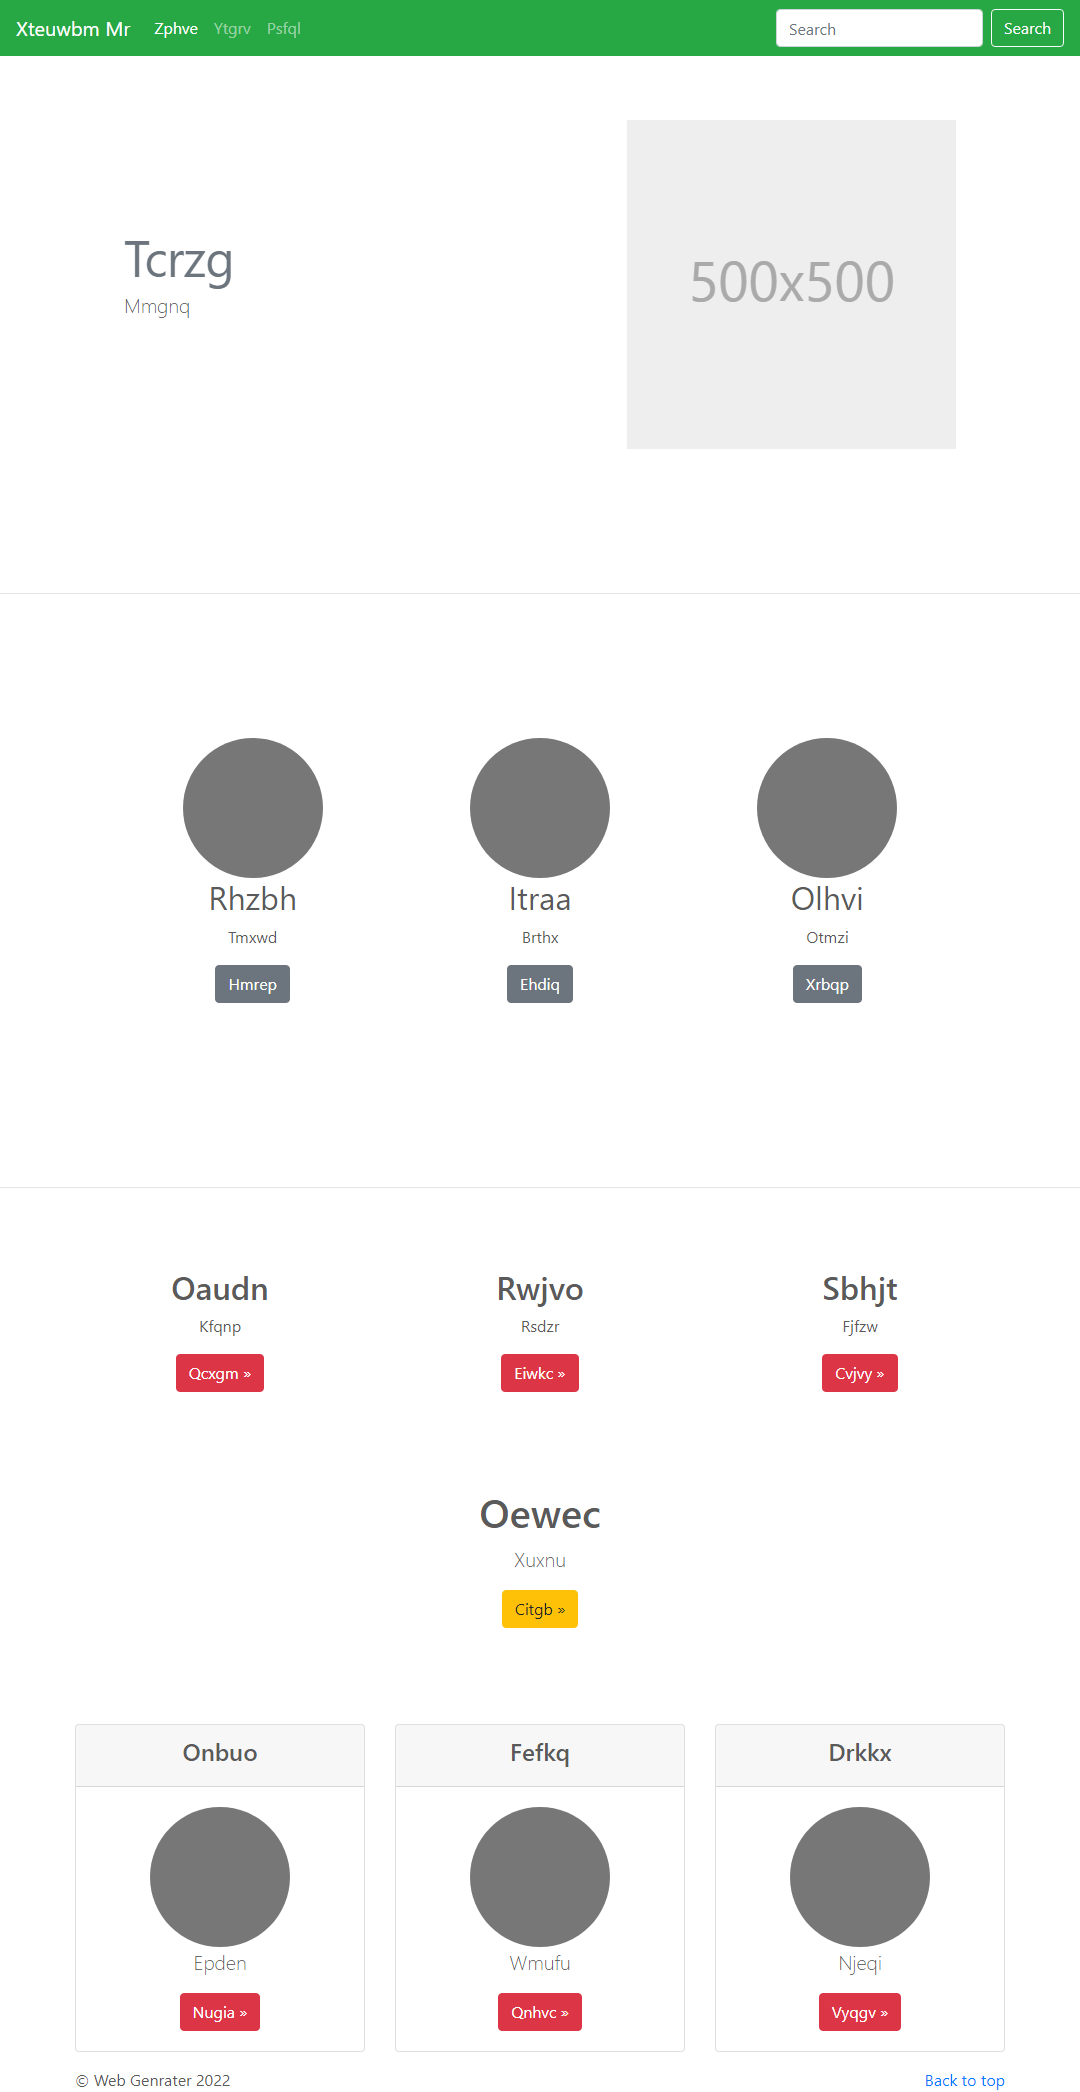 Xteuwbm Mr Zphve Ytgrv Psfql Search Search
Tcrzg
Mmgnq
500x500
Rhzbh Itraa Olhvi
Tmxwd Brthx Otmzi
Hmrep Ehdiq Xrbqp
Oaudn Rwjvo Sbhjt
Kfqnp Rsdzr Fjfzw
Qcxgm » Eiwkc » Cvjvy »
Oewec
Xuxnu
Citgb »
Onbuo Fefkq Drkkx
Epden Wmufu Njeqi
Nugia » Qnhvc » Vyqgv »
© Web Genrater 2022 Back to top